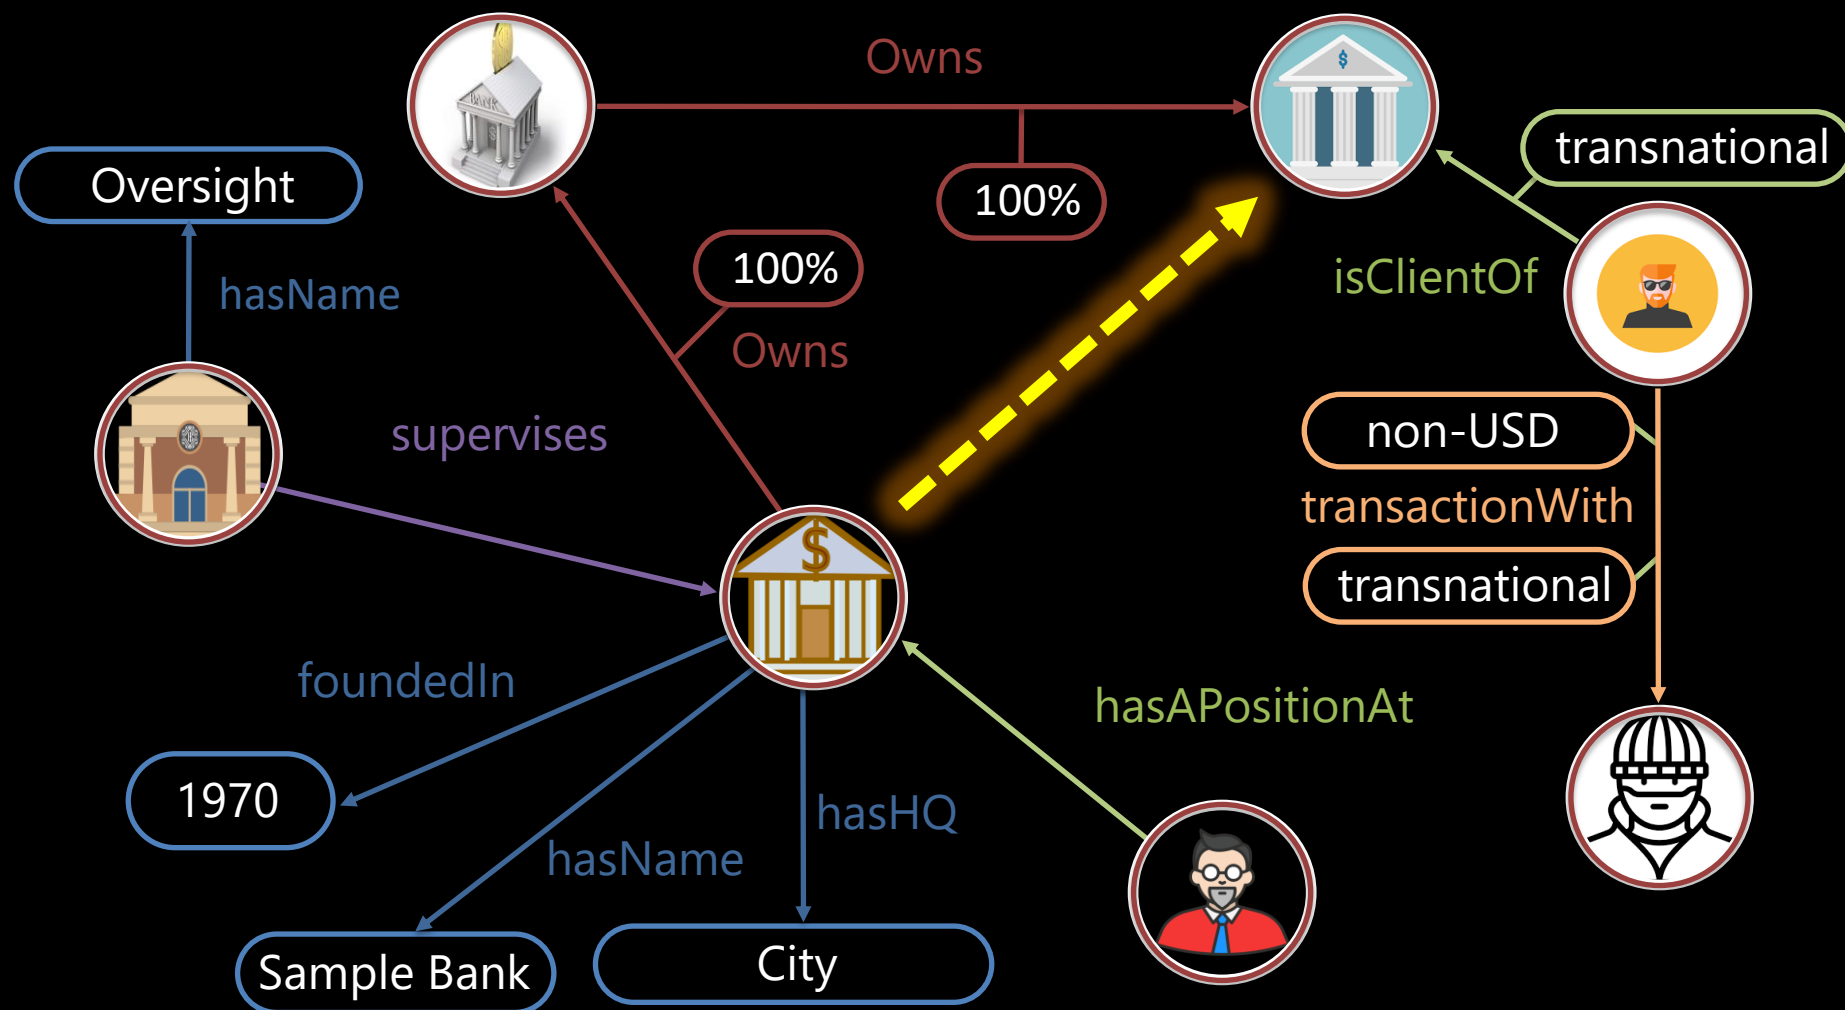 Owns
transnational
Oversight
100%
100%
isClientOf
hasName
Owns
non-USD
supervises
transactionWith
transnational
foundedIn
hasAPositionAt
1970
hasHQ
hasName
City
Sample Bank
BANK
$
$